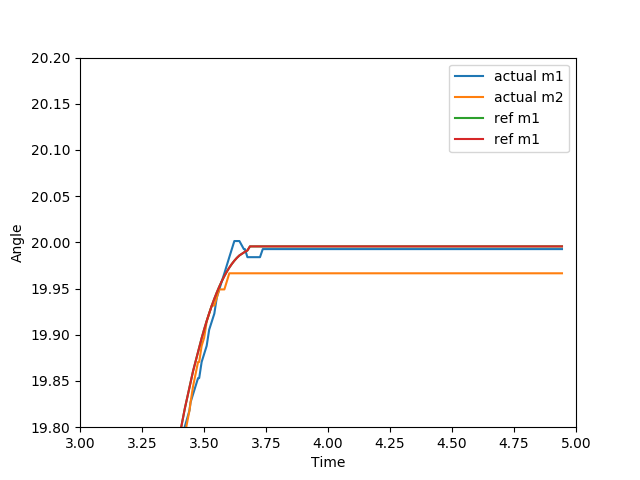 20.20
20.15
20.10
20.05
20.00
19.95
19.90
19.85
19.80
Angle
3.00 3.25 3.50 3.75 4.00 4.25 4.50 4.75 5.00
Time
actual m1
actual m2
ref m1
ref m1